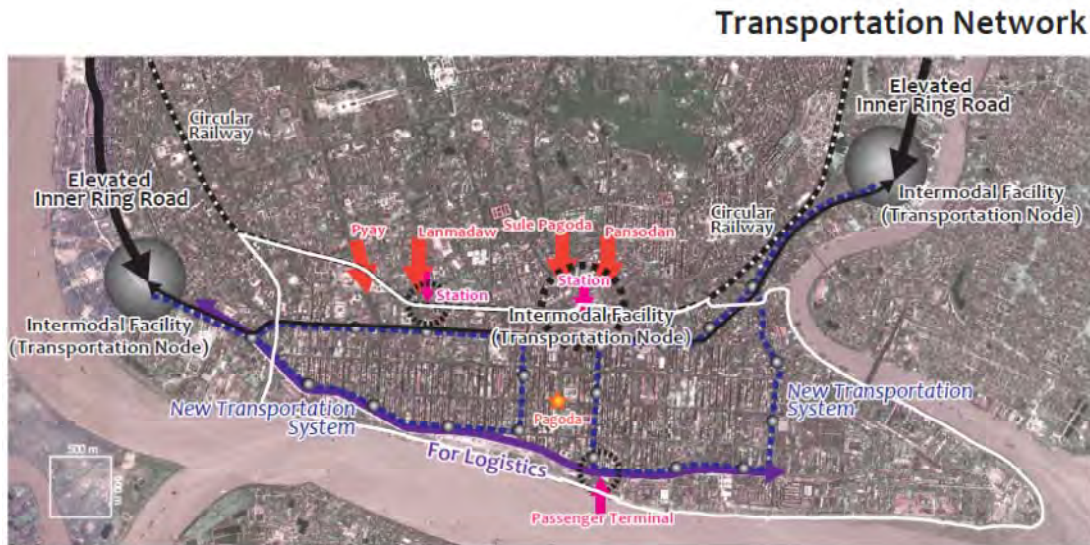 Transportation Network
Elevated
Inner Ring Road
Circular
Railway
Elevated
Inner Ring Road
Intermodal Facility
(Transportation Node)
Circular
Railway
Pyay
Lanmadaw
Sule Pagoda
Pansodan
Station
Station
Intermodal Facility
(Transportation Node)
Intermodal Facility
(Transportation Node)
New Transportation
System
Pagoda
New Transportation
System
For Logistics
Passenger Terminal
500 m
500 m